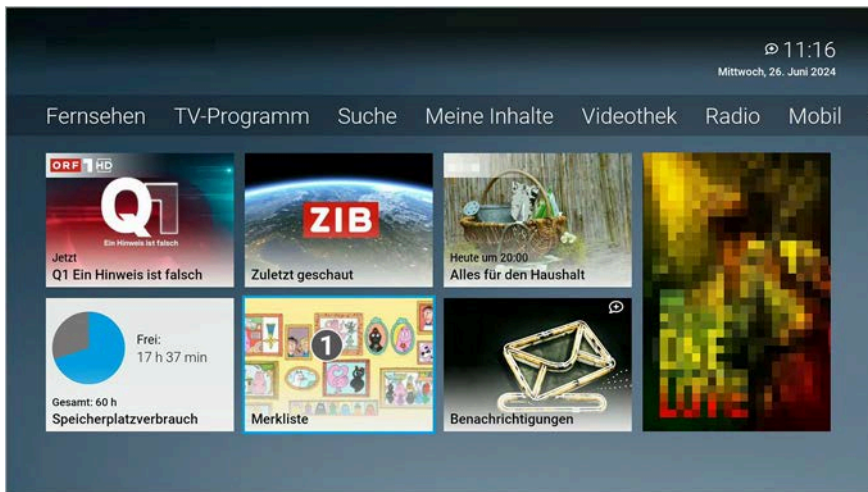 11:16
Mittwoch, 26. Juni 2024
Fernsehen TV-Programm Suche Meine Inhalte Videothek Radio Mobil
ORF 1 HD
Q1
Ein Hinweis ist falsch
Jetzt
Q1 Ein Hinweis ist falsch
ZIB
Zuletzt geschaut
Heute um 20:00
Alles für den Haushalt
Frei:
17 h 37 min
Gesamt: 60 h
Speicherplatzverbrauch
1
Merkliste
Benachrichtigungen